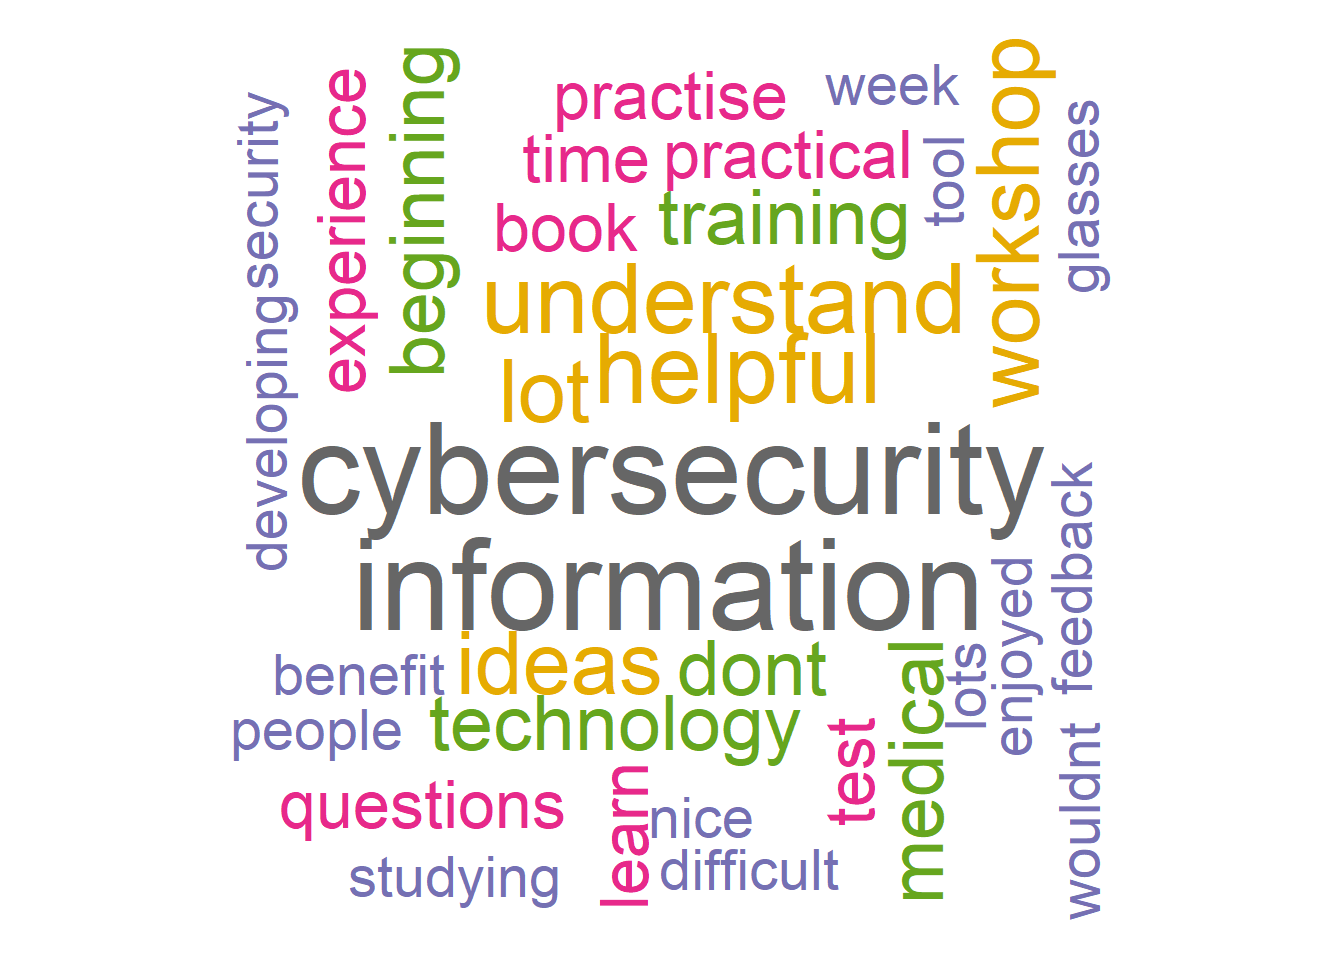 practise
week
workshop
experience
beginning
security
glasses
time
practical
tool
book
training
understand
helpful
lot
developing
cybersecurity
information
feedback
enjoyed
benefit
ideas
dont
medical
lots
people
technology
test
wouldnt
questions
learn
nice
studying
difficult